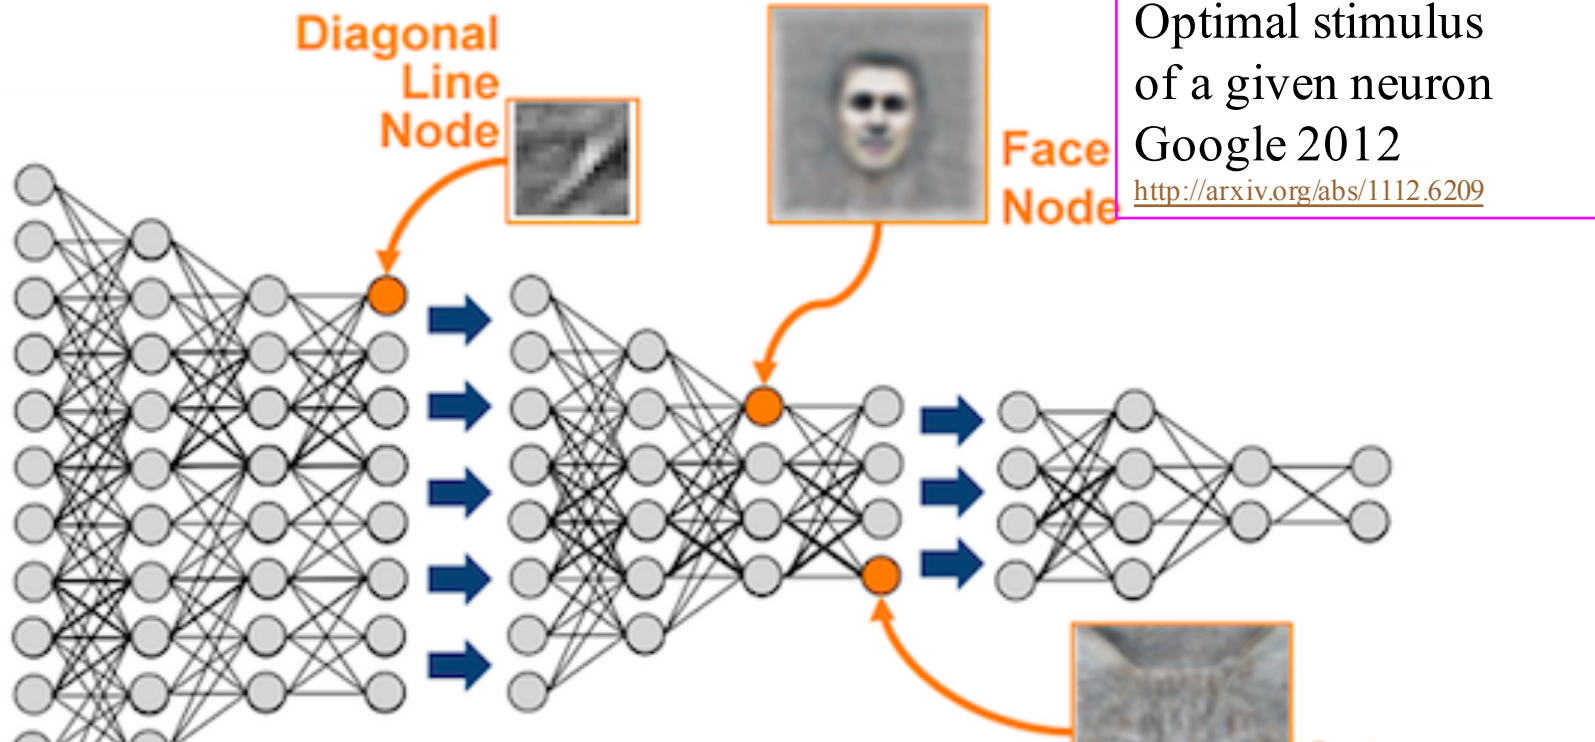 Diagonal
Line
Node
Face
Node
Optimal stimulus
of a given neuron
Google 2012
http://arxiv.org/abs/1112.6209